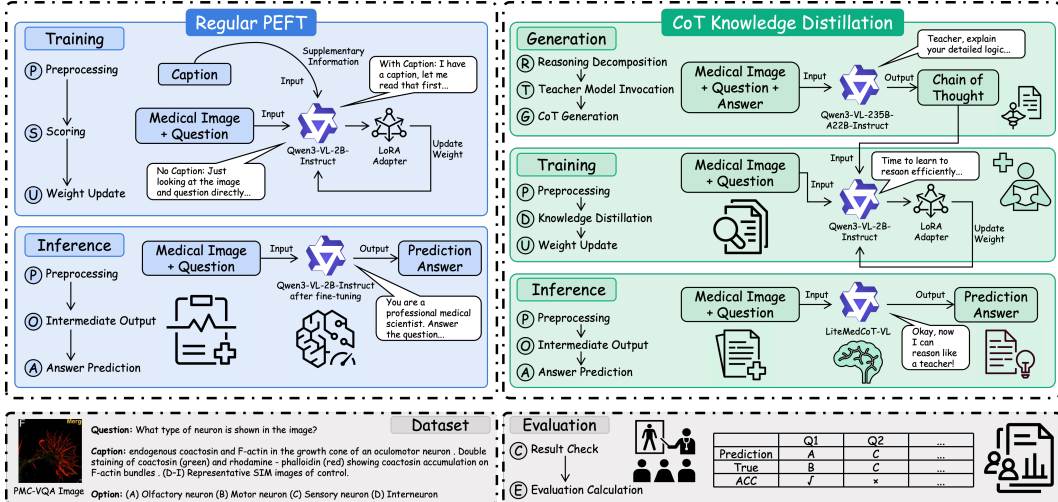 Regular PEFT
Training
P Preprocessing
S Scoring
U Weight Update
Caption
Supplementary
Information
Input
With Caption: I have
a caption, let me
read that first...
Medical Image
+ Question
Input
Qwen3-VL-2B-
Instruct
LoRA
Adapter
Update
Weight
No Caption: Just
looking at the image
and question directly...
Inference
P Preprocessing
O Intermediate Output
A Answer Prediction
Medical Image
+ Question
Input
Output
Prediction
Answer
Qwen3-VL-2B-Instruct
after fine-tuning
You are a
professional medical
scientist. Answer
the question...
CoT Knowledge Distillation
Generation
R Reasoning Decomposition
T Teacher Model Invocation
G CoT Generation
Medical Image
+ Question +
Answer
Input
Teacher, explain
your detailed logic...
Output
Chain of
Thought
Qwen3-VL-235B-
A22B-Instruct
Training
P Preprocessing
D Knowledge Distillation
U Weight Update
Medical Image
+ Question
Input
Input
Time to learn to
resaon efficiently...
Qwen3-VL-2B-
Instruct
LoRA
Adapter
Update
Weight
Inference
P Preprocessing
O Intermediate Output
A Answer Prediction
Medical Image
+ Question
Input
Output
Prediction
Answer
LiteMedCoT-VL
Okay, now
I can
reason like
a teacher!
Dataset
F
Merg
PMC-VQA Image
Question: What type of neuron is shown in the image?
Caption: endogenous coactosin and F-actin in the growth cone of an oculomotor neuron . Double
staining of coactosin (green) and rhodamine - phalloidin (red) showing coactosin accumulation on
F-actin bundles . (D-I) Representative SIM images of control.
Option: (A) Olfactory neuron (B) Motor neuron (C) Sensory neuron (D) Interneuron
Evaluation
C Result Check
E Evaluation Calculation
Q1 Q2 ...
Prediction A C ...
True B C ...
ACC √ × ...